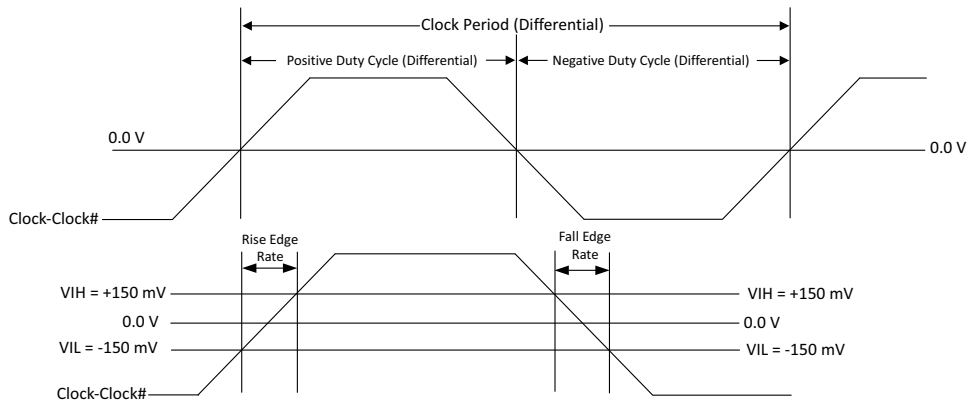 Clock Period (Differential)
Positive Duty Cycle (Differential)
Negative Duty Cycle (Differential)
0.0 V
0.0 V
Clock-Clock#
Rise Edge
Rate
Fall Edge
Rate
VIH = +150 mV
VIH = +150 mV
0.0 V
0.0 V
VIL = -150 mV
VIL = -150 mV
Clock-Clock#